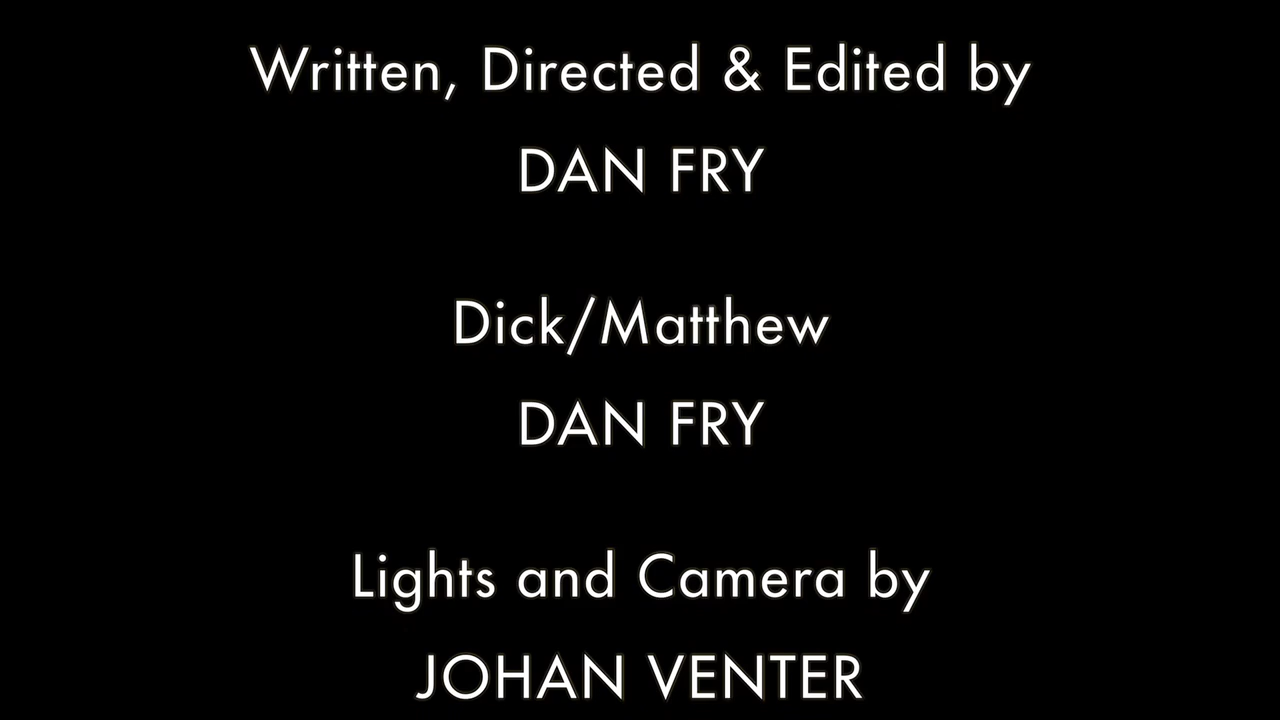 Written, Directed & Edited by
DAN FRY
Dick/Matthew
DAN FRY
Lights and Camera by
JOHAN VENTER